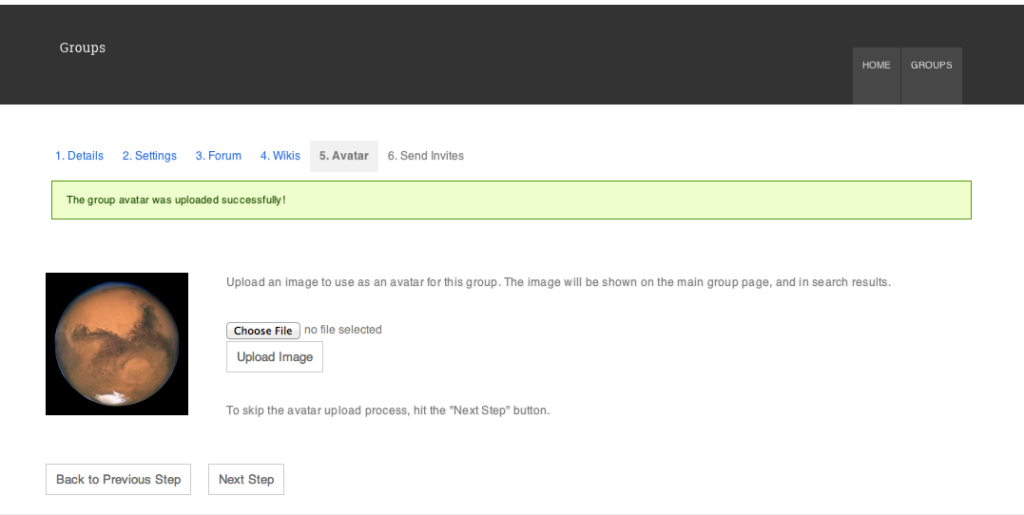 Groups
HOME GROUPS
1. Details 2. Settings 3. Forum 4. Wikis 5. Avatar 6. Send Invites
The group avatar was uploaded successfully!
Upload an image to use as an avatar for this group. The image will be shown on the main group page, and in search results.
Choose File no file selected
Upload Image
To skip the avatar upload process, hit the "Next Step" button.
Back to Previous Step Next Step